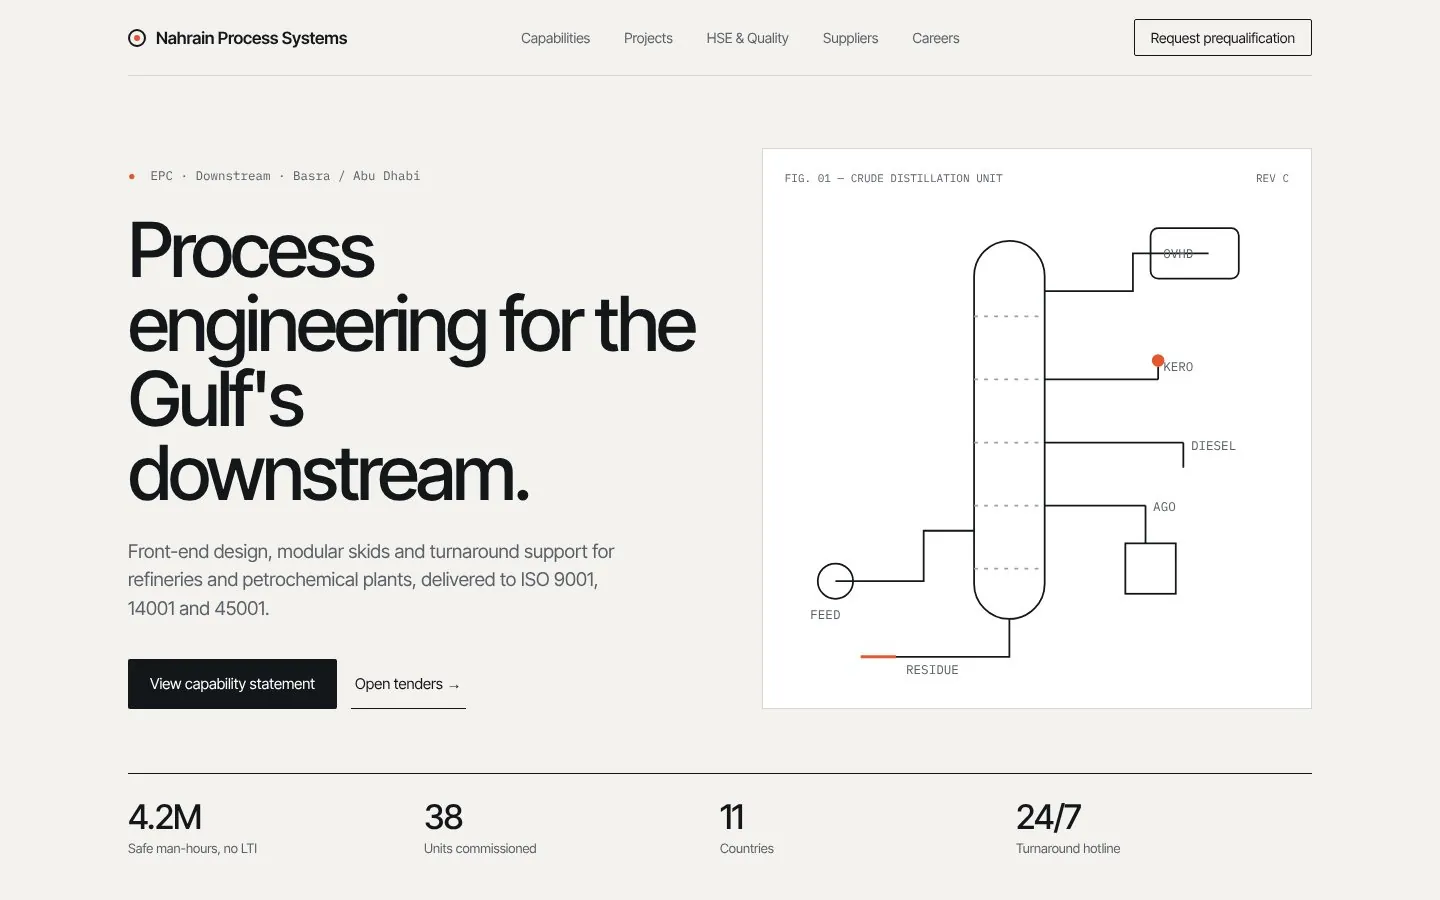 Nahrain Process Systems
Capabilities
Projects
HSE & Quality
Suppliers
Careers
Request prequalification
EPC · Downstream · Basra / Abu Dhabi
Process
engineering for the
Gulf's
downstream.
Front-end design, modular skids and turnaround support for
refineries and petrochemical plants, delivered to ISO 9001,
14001 and 45001.
View capability statement
Open tenders →
FIG. 01 — CRUDE DISTILLATION UNIT
REV C
OVHD
KERO
DIESEL
AGO
FEED
RESIDUE
4.2M
Safe man-hours, no LTI
38
Units commissioned
11
Countries
24/7
Turnaround hotline